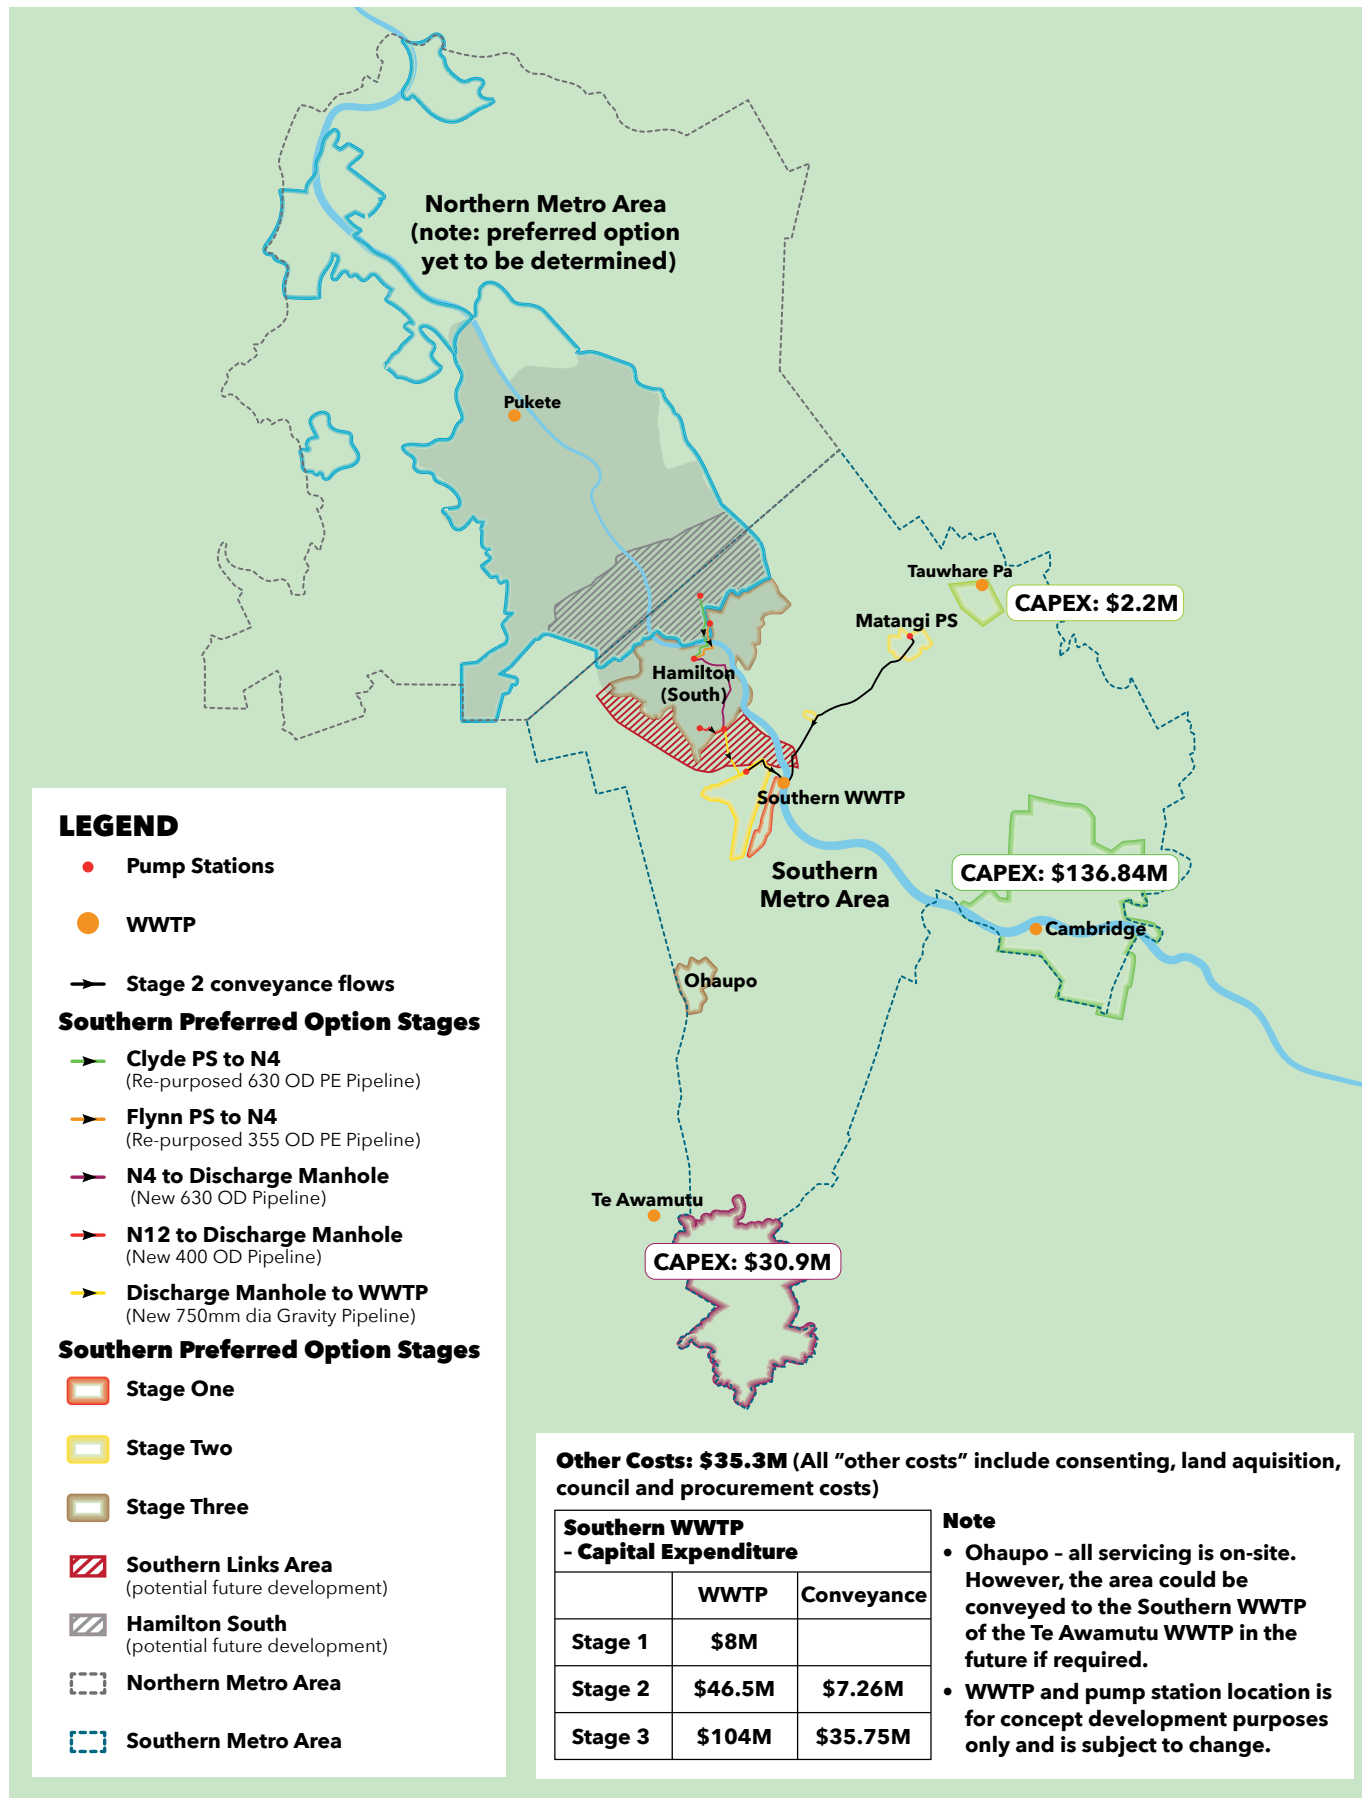 Northern Metro Area
(note: preferred option
yet to be determined)
Pukete
Tauwhare Pa
CAPEX: $2.2M
Matangi PS
Hamilton
(South)
Southern WWTP
Southern
Metro Area
CAPEX: $136.84M
Cambridge
Ohaupo
Te Awamutu
CAPEX: $30.9M
LEGEND
Pump Stations
WWTP
Stage 2 conveyance flows
Southern Preferred Option Stages
Clyde PS to N4
(Re-purposed 630 OD PE Pipeline)
Flynn PS to N4
(Re-purposed 355 OD PE Pipeline)
N4 to Discharge Manhole
(New 630 OD Pipeline)
N12 to Discharge Manhole
(New 400 OD Pipeline)
Discharge Manhole to WWTP
(New 750mm dia Gravity Pipeline)
Southern Preferred Option Stages
Stage One
Stage Two
Stage Three
Southern Links Area
(potential future development)
Hamilton South
(potential future development)
Northern Metro Area
Southern Metro Area
Other Costs: $35.3M (All “other costs” include consenting, land aquisition,
council and procurement costs)
Southern WWTP
– Capital Expenditure
WWTP Conveyance
Stage 1 $8M
Stage 2 $46.5M $7.26M
Stage 3 $104M $35.75M
Note
• Ohaupo – all servicing is on-site.
However, the area could be
conveyed to the Southern WWTP
of the Te Awamutu WWTP in the
future if required.
• WWTP and pump station location is
for concept development purposes
only and is subject to change.